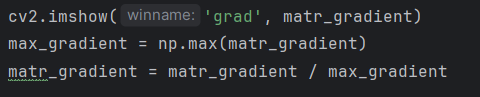 cv2.imshow( winname: 'grad', matr_gradient)
max_gradient = np.max(matr_gradient)
matr_gradient = matr_gradient / max_gradient